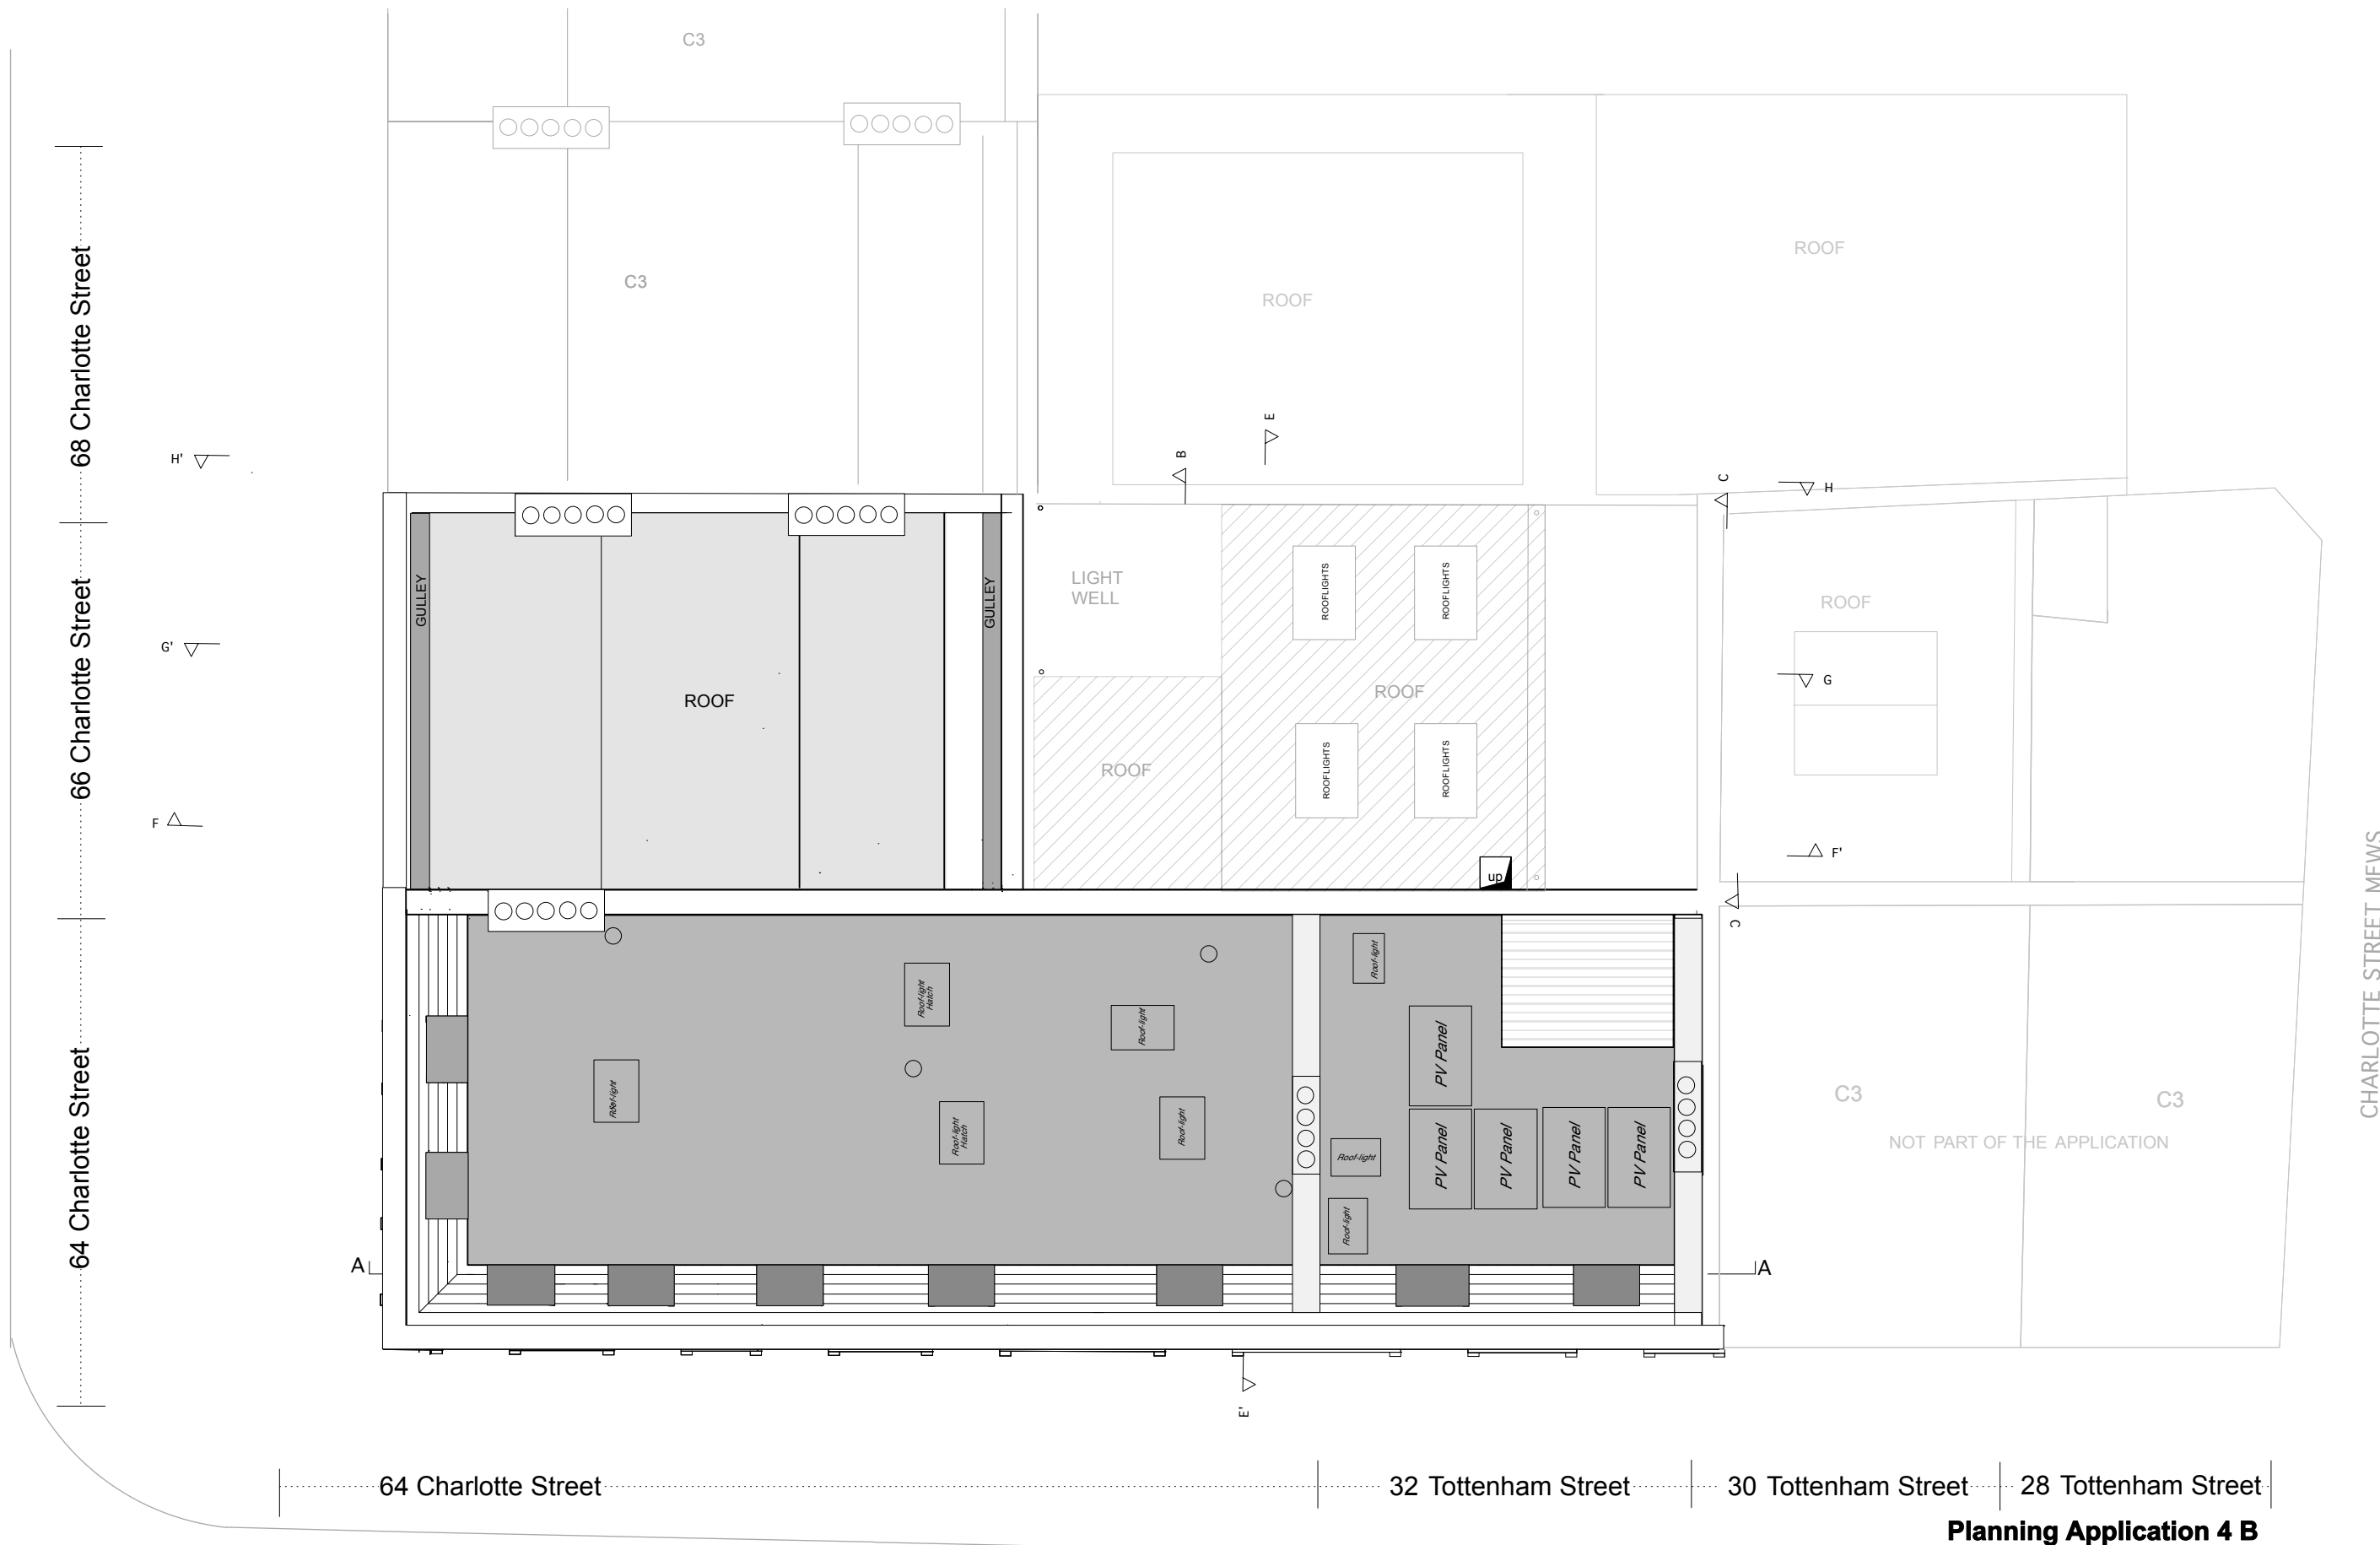 C3
68 Charlotte Street
C3
ROOF
ROOF
E
B
H'
C
H
GULLEY
GULLEY
LIGHT
WELL
ROOFLIGHTS
ROOFLIGHTS
ROOF
66 Charlotte Street
G'
ROOF
ROOF
G
ROOF
ROOFLIGHTS
ROOFLIGHTS
F
F'
up
C
CHARLOTTE STREET MEWS
Roof-light
Roof-light
Hatch
Roof-light
PV Panel
Roof-light
Roof-light
Hatch
Roof-light
Roof-light
PV Panel
PV Panel
PV Panel
PV Panel
Roof-light
C3
C3
NOT PART OF THE APPLICATION
64 Charlotte Street
A
A
E'
64 Charlotte Street
32 Tottenham Street
30 Tottenham Street
28 Tottenham Street
Planning Application 4 B